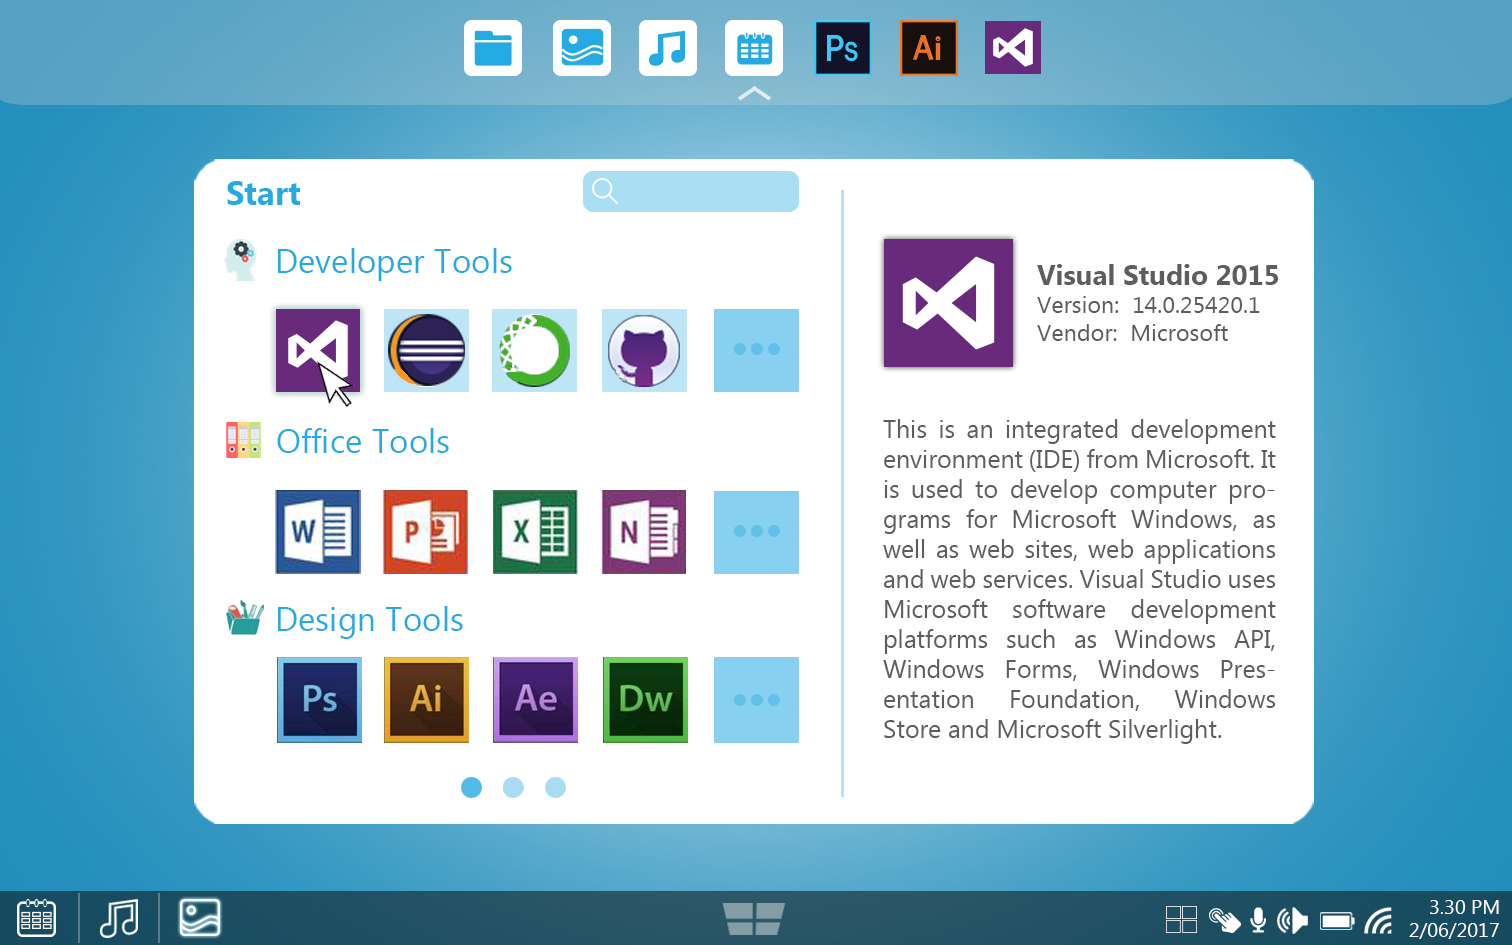 Ps
Ai
Start
Developer Tools
Visual Studio 2015
Version: 14.0.25420.1
Vendor: Microsoft
Office Tools
W
P
X
N
Design Tools
Ps
Ai
Ae
Dw
This is an integrated development
environment (IDE) from Microsoft. It
is used to develop computer pro-
grams for Microsoft Windows, as
well as web sites, web applications
and web services. Visual Studio uses
Microsoft software development
platforms such as Windows API,
Windows Forms, Windows Pres-
entation Foundation, Windows
Store and Microsoft Silverlight.
3.30 PM
2/06/2017